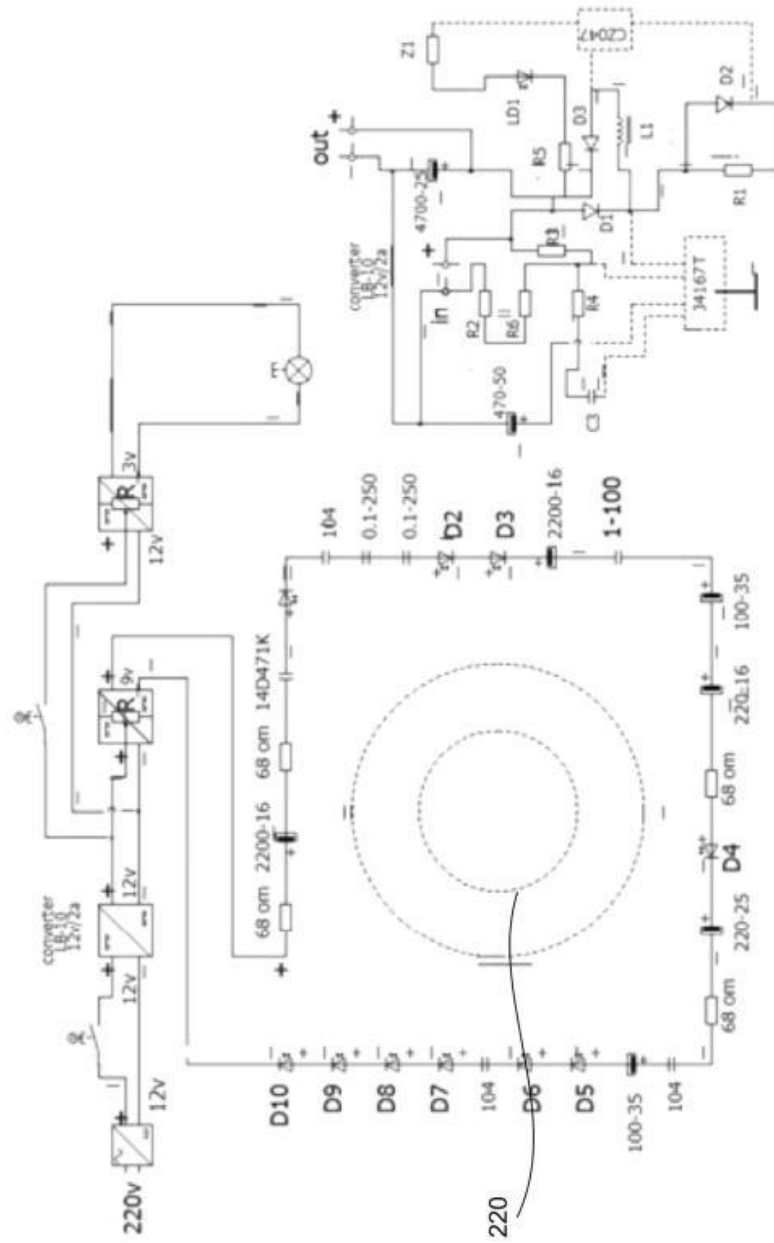 220v
12v
converter
LB-10
12v/2a
12v
12v
R
9v
12v
R
3v
D10
68 om
2200-16
68 om
14D471K
D9
104
D8
0.1-250
D7
0.1-250
104
D2
D6
D3
D5
2200-16
100-35
1-100
104
68 om
220-25
D4
68 om
220-16
100-35
220
converter
LB-10
12v/2a
in
out
470-50
4700-25
R2
R6
R3
R4
C3
D1
R5
LD1
Z1
D3
L1
CZ047
J4167T
R1
D2